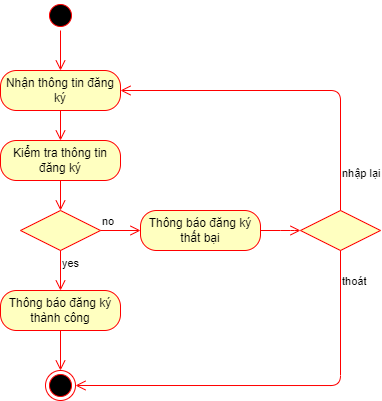 Nhận thông tin đăng
ký
Kiểm tra thông tin
đăng ký
nhập lại
no
Thông báo đăng ký
thất bại
yes
thoát
Thông báo đăng ký
thành công